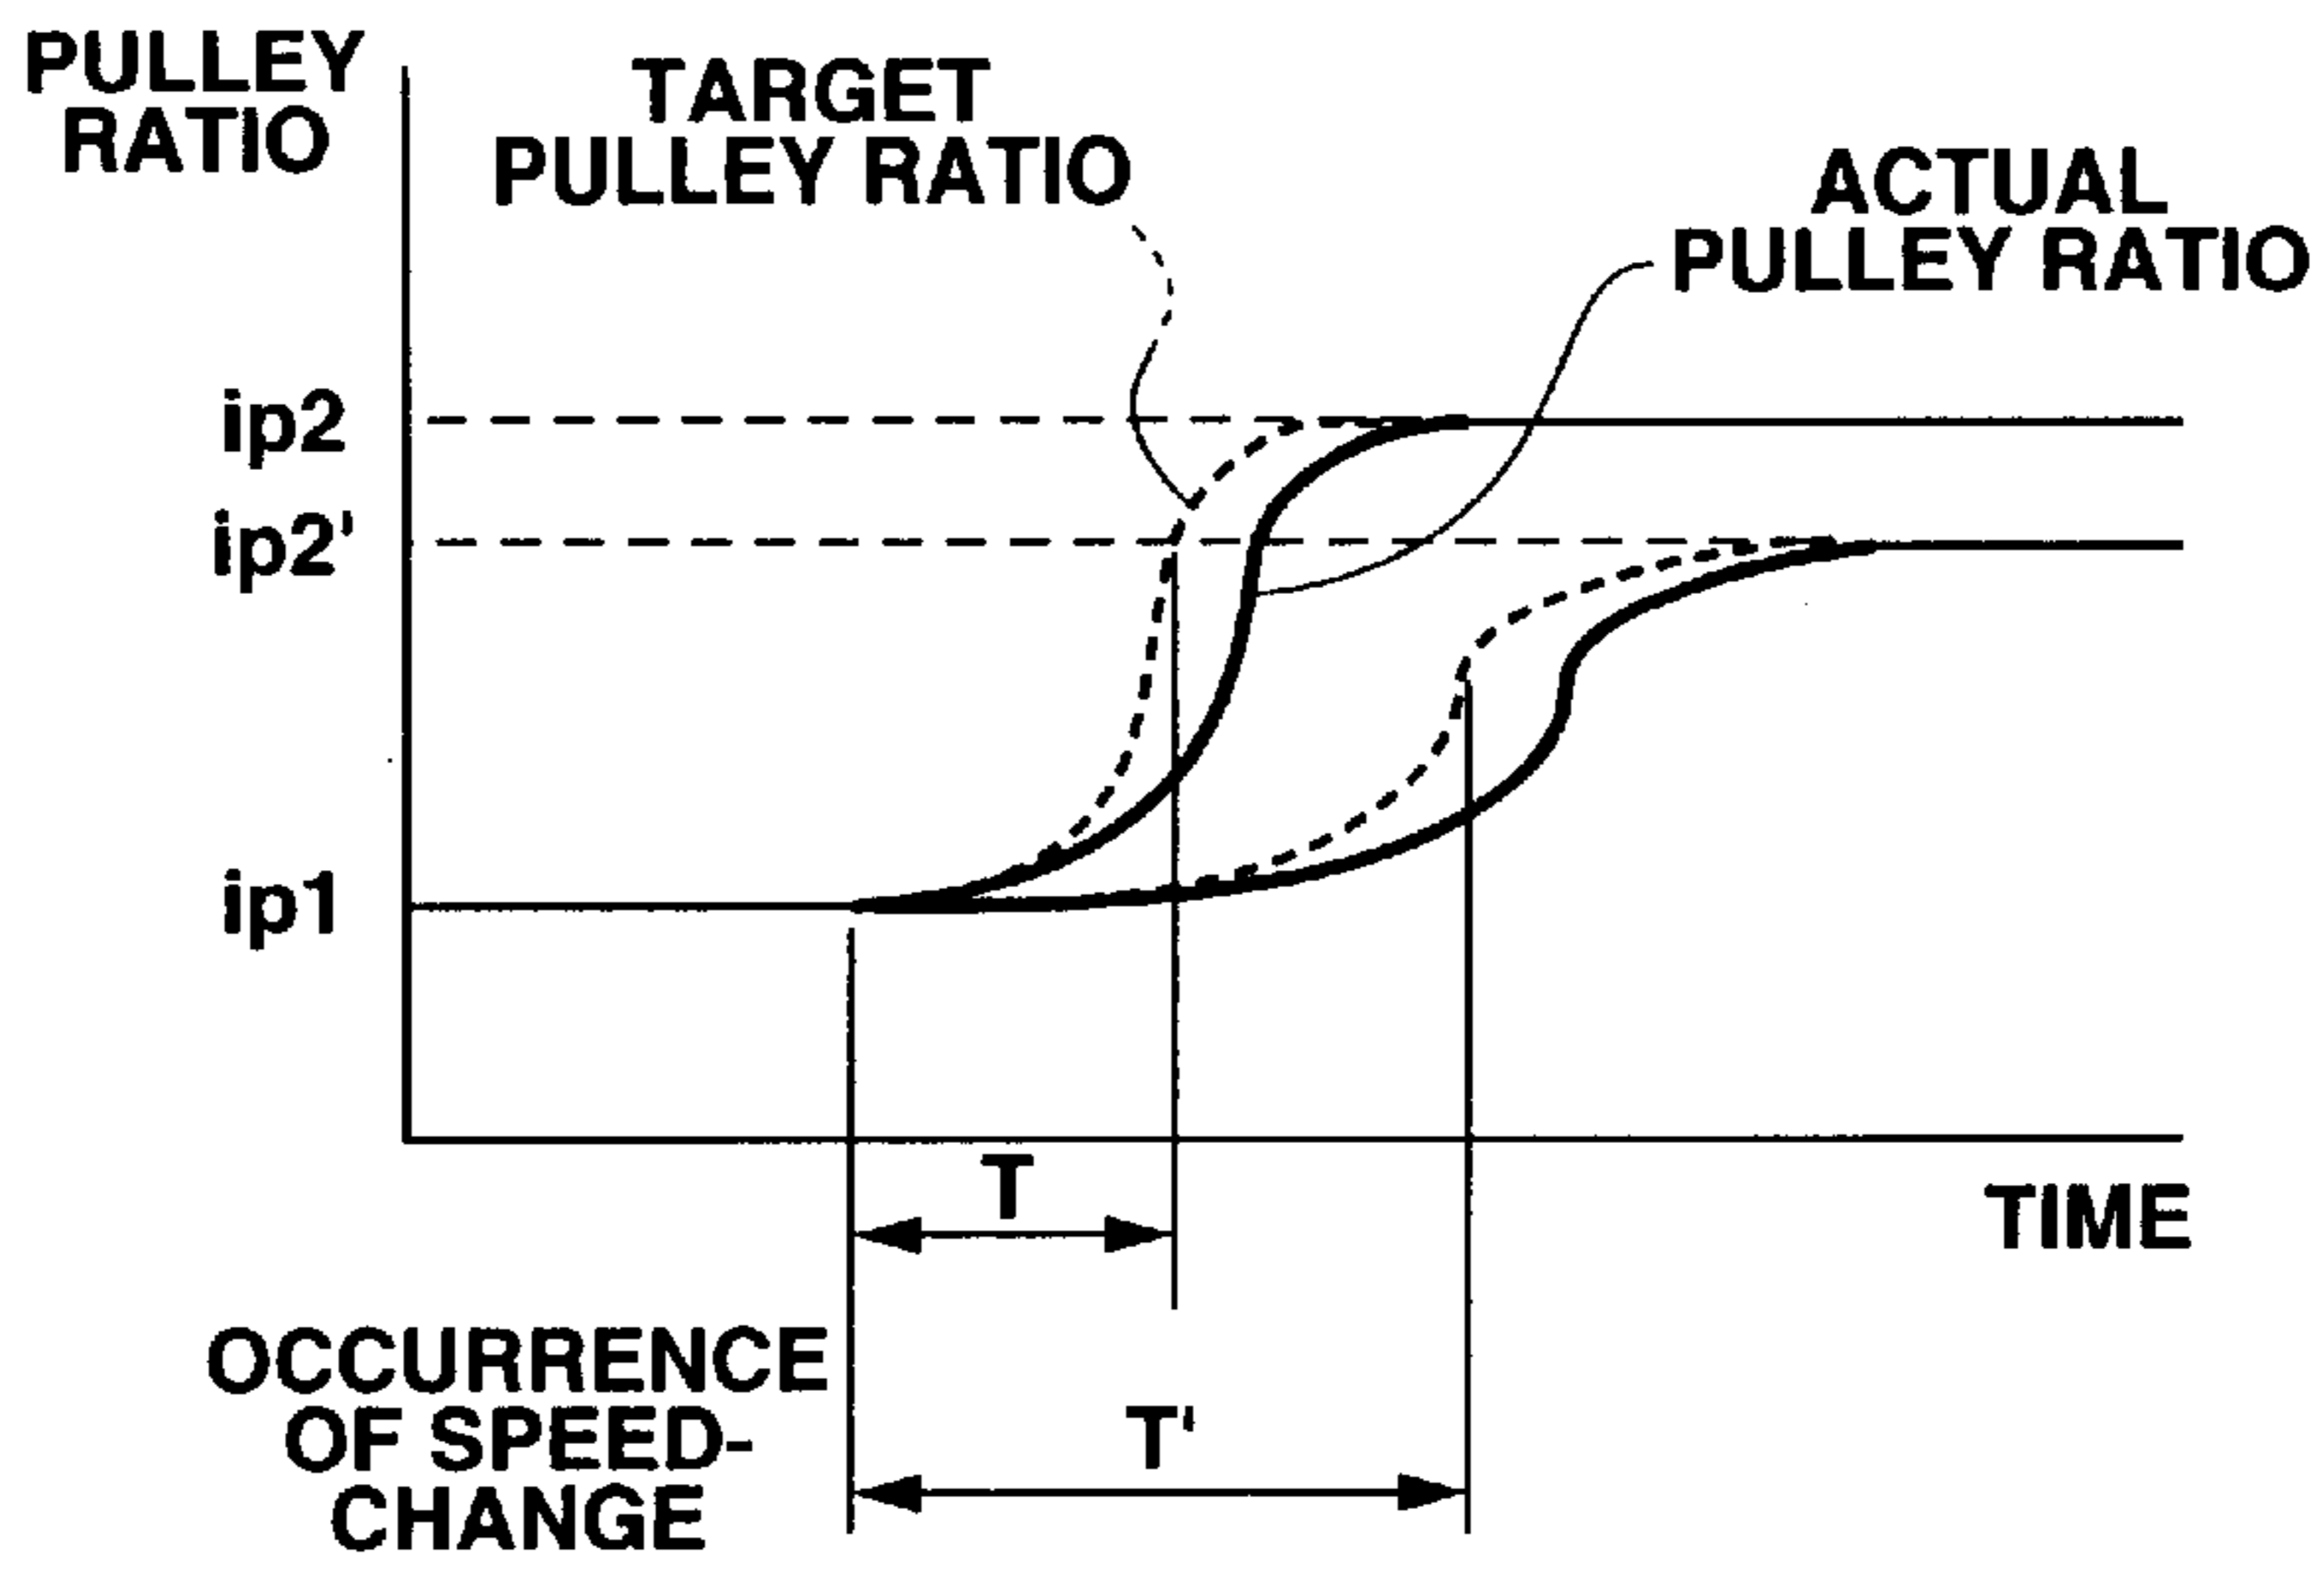 PULLEY
RATIO
TARGET
PULLEY RATIO
ACTUAL
PULLEY RATIO
ip2
ip2'
ip1
T
TIME
OCCURRENCE
OF SPEED-
CHANGE
T'